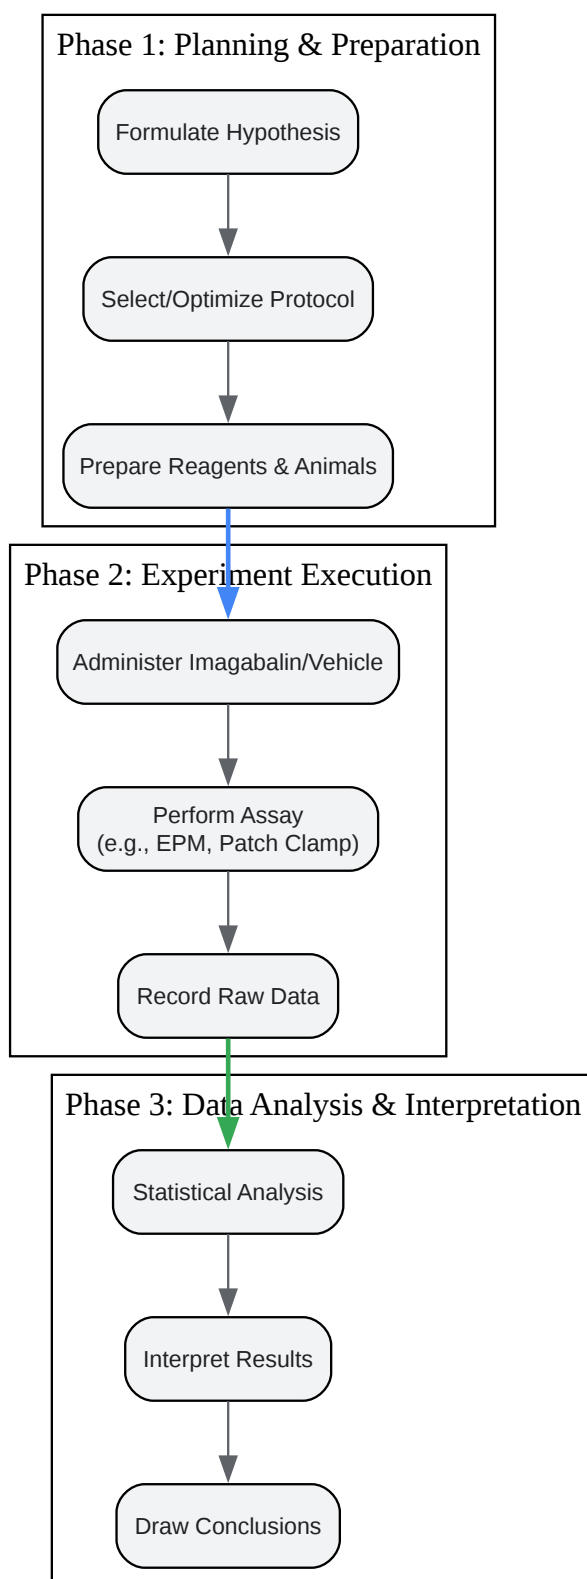 Phase 1: Planning & Preparation
Formulate Hypothesis
Select/Optimize Protocol
Prepare Reagents & Animals
Phase 2: Experiment Execution
Administer Imagabalin/Vehicle
Perform Assay
(e.g., EPM, Patch Clamp)
Record Raw Data
Phase 3: Data Analysis & Interpretation
Statistical Analysis
Interpret Results
Draw Conclusions